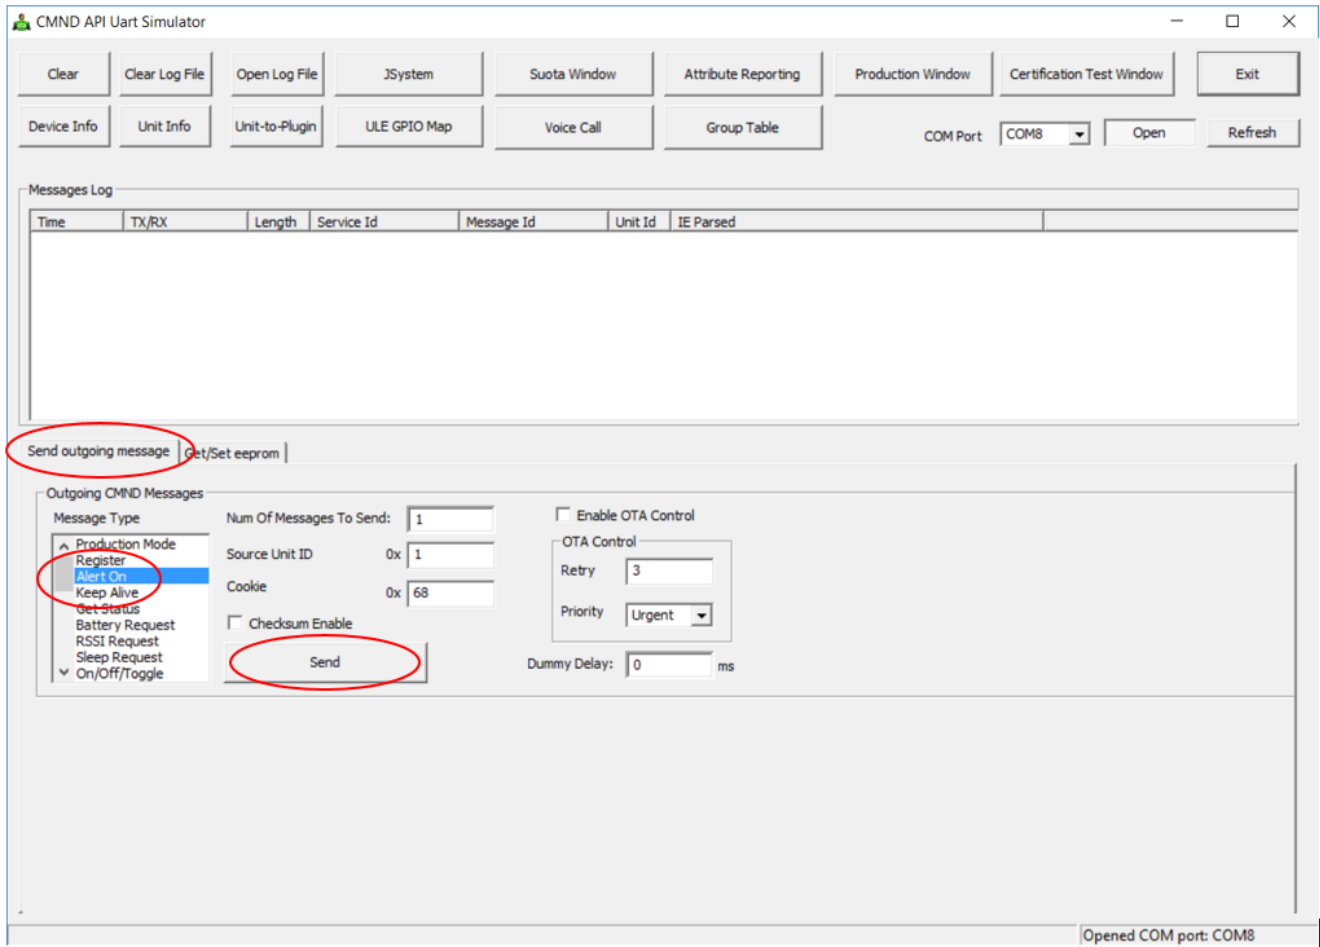 CMND API Uart Simulator
Clear Clear Log File Open Log File JSystem Suota Window Attribute Reporting Production Window Certification Test Window Exit
Device Info Unit Info Unit-to-Plugin ULE GPIO Map Voice Call Group Table COM Port COM8 Open Refresh
Messages Log
Time TX/RX Length Service Id Message Id Unit Id IE Parsed
Send outgoing message Get/Set eeprom
Outgoing CMND Messages
Message Type
Production Mode
Register
Alert On
Keep Alive
Get Status
Battery Request
RSSI Request
Sleep Request
On/Off/Toggle
Num Of Messages To Send: 1
Source Unit ID 0x 1
Cookie 0x 68
Checksum Enable
Send
Enable OTA Control
OTA Control
Retry 3
Priority Urgent
Dummy Delay: 0 ms
Opened COM port: COM8